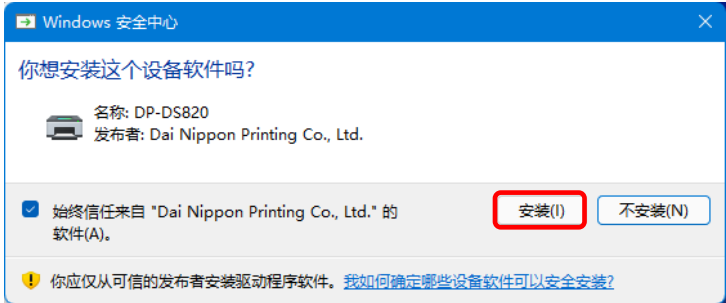 Windows 安全中心
你想安装这个设备软件吗?
名称: DP-DS820
发布者: Dai Nippon Printing Co., Ltd.
始终信任来自 "Dai Nippon Printing Co., Ltd." 的
软件(A)。
安装(I)
不安装(N)
你应仅从可信的发布者安装驱动程序软件。我如何确定哪些设备软件可以安全安装?